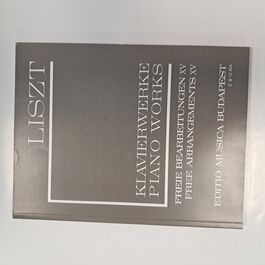 LISZT
KLAVIERWERKE
PIANO WORKS
FREIE BEARBEITUNGEN XV
FREE ARRANGEMENTS XV
EDITIO MUSICA BUDAPEST